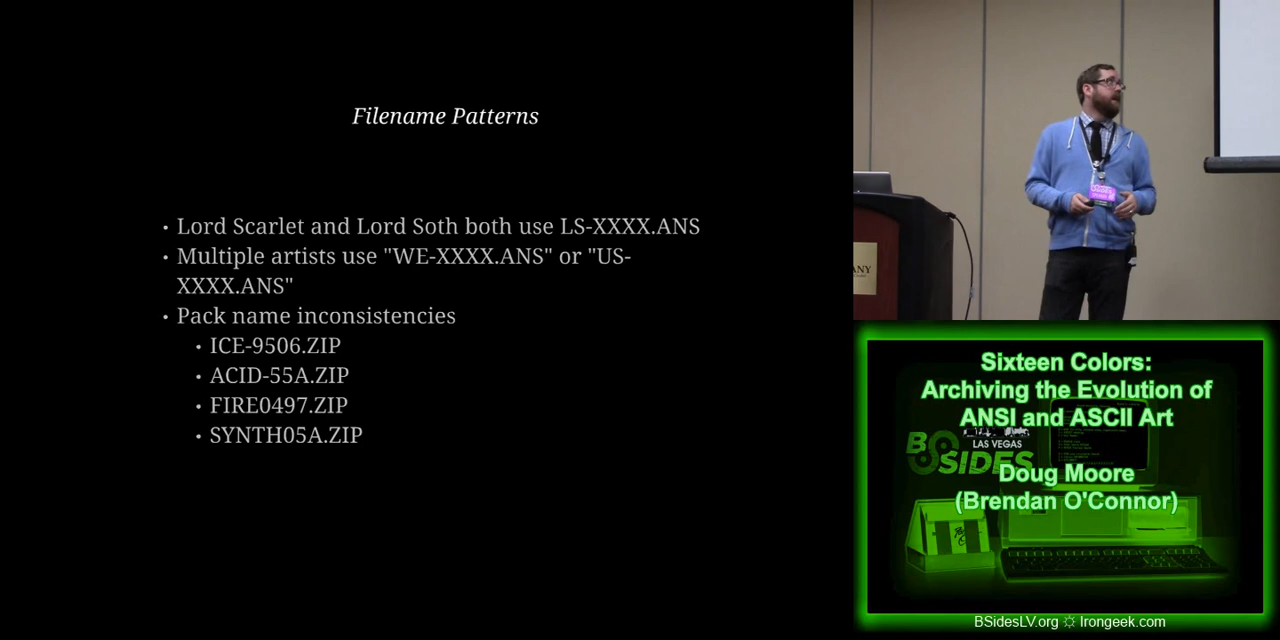 Filename Patterns
• Lord Scarlet and Lord Soth both use LS-XXXX.ANS
• Multiple artists use "WE-XXXX.ANS" or "US-
XXXX.ANS"
• Pack name inconsistencies
• ICE-9506.ZIP
• ACID-55A.ZIP
• FIRE0497.ZIP
• SYNTH05A.ZIP
ANY
Sixteen Colors:
Archiving the Evolution of
ANSI and ASCII Art
LAS VEGAS
BSIDES
Doug Moore
(Brendan O'Connor)
BSidesLV.org ☼ Irongeek.com